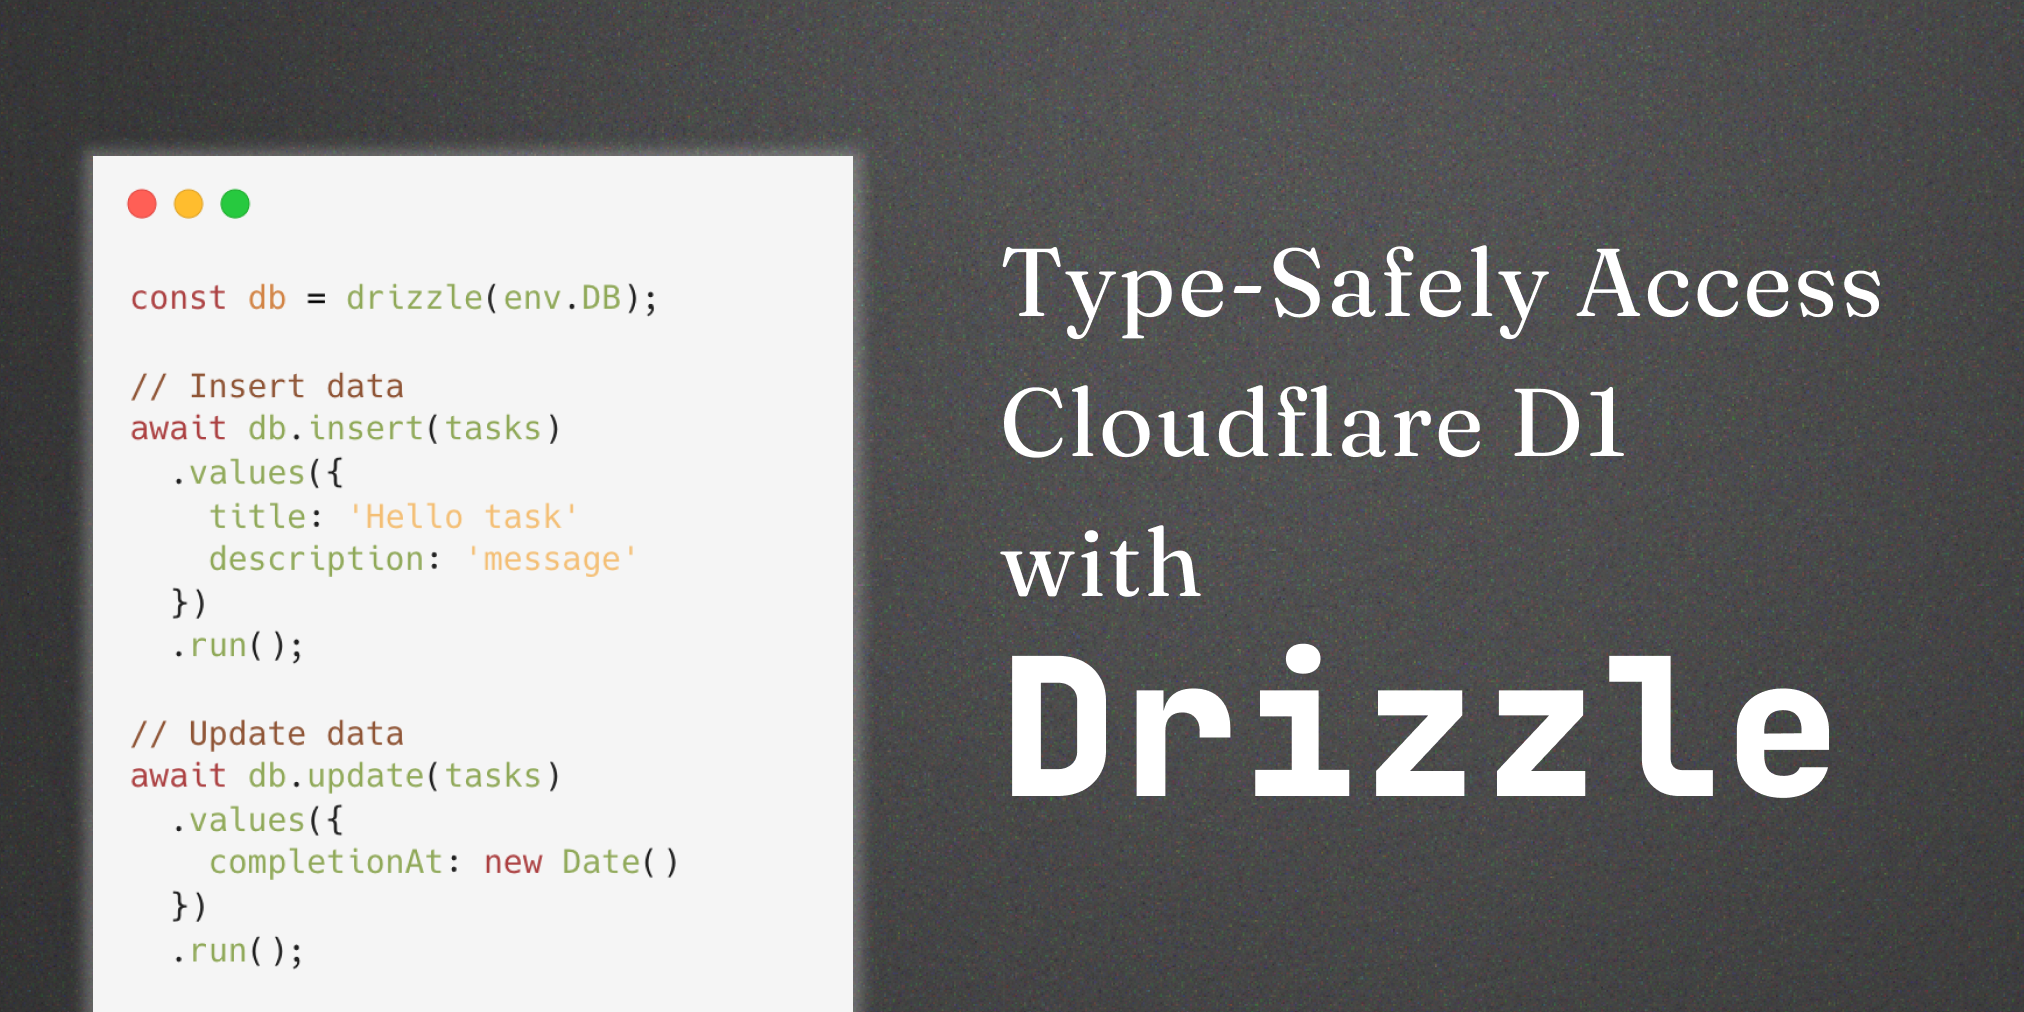 const db = drizzle(env.DB);
// Insert data
await db.insert(tasks)
.values({
title: 'Hello task'
description: 'message'
})
.run();
// Update data
await db.update(tasks)
.values({
completionAt: new Date()
})
.run();
Type-Safely Access
Cloudflare D1
with
Drizzle